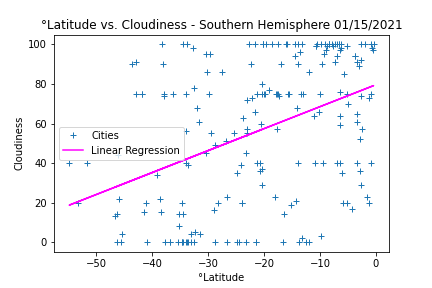 °Latitude vs. Cloudiness - Southern Hemisphere 01/15/2021
Cloudiness
100
80
60
40
20
0
Cities
Linear Regression
−50
−40
−30
−20
−10
0
°Latitude